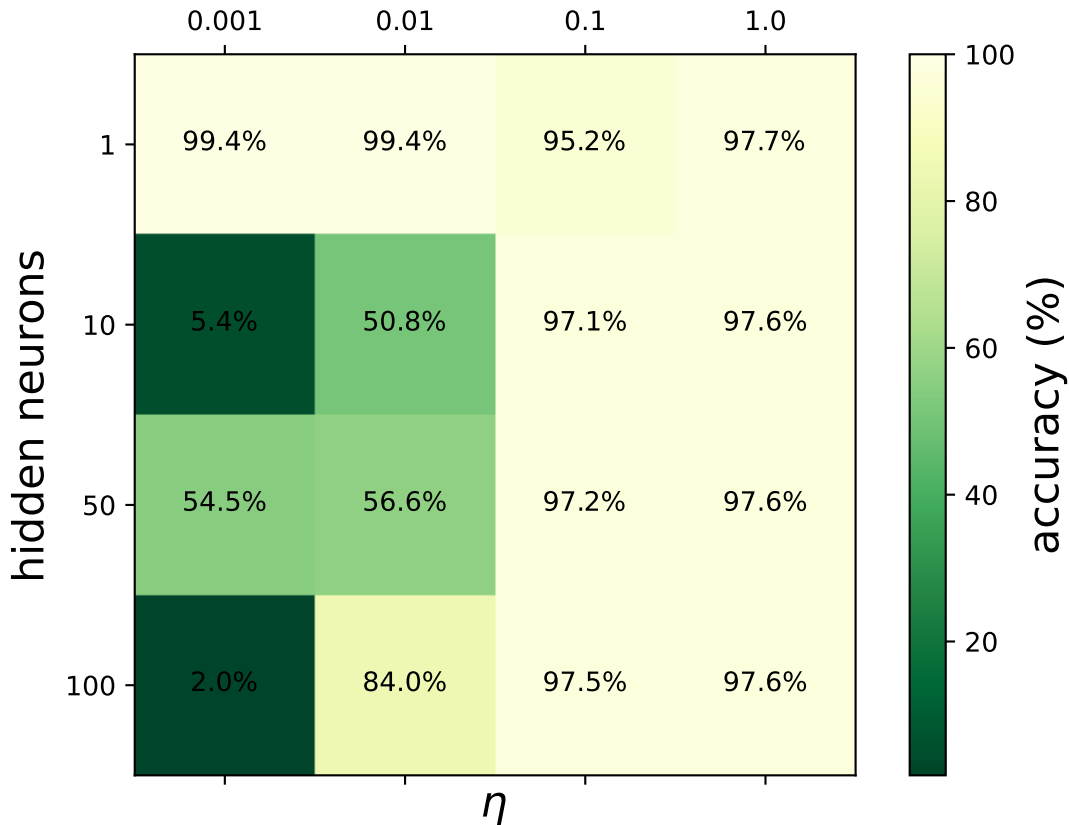 0.001 0.01 0.1 1.0
1 99.4% 99.4% 95.2% 97.7%
10 5.4% 50.8% 97.1% 97.6%
50 54.5% 56.6% 97.2% 97.6%
100 2.0% 84.0% 97.5% 97.6%
hidden neurons
η
100
80
60
40
20
accuracy (%)